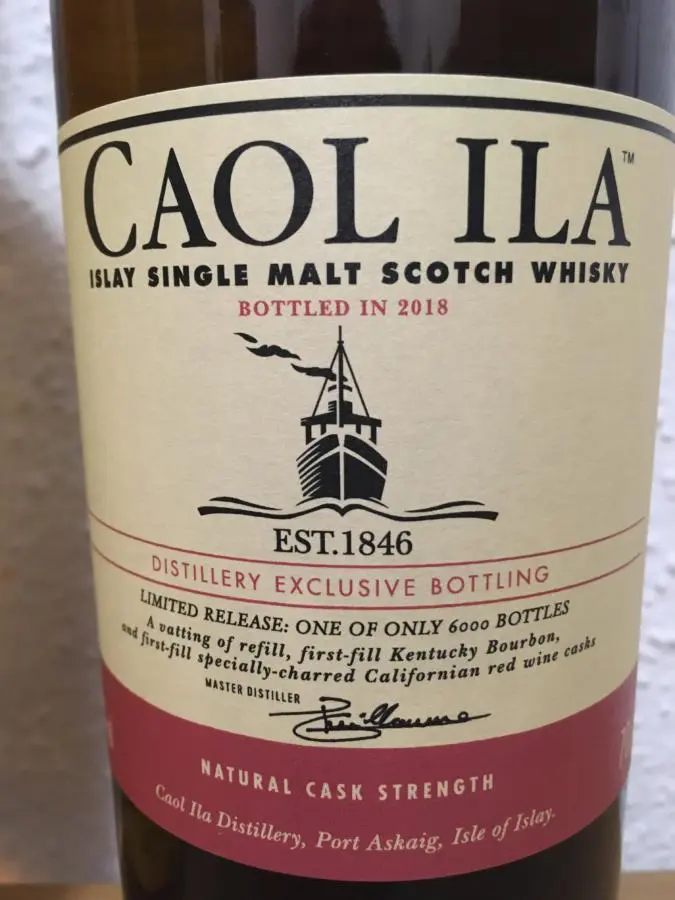 CAOL ILA™
ISLAY SINGLE MALT SCOTCH WHISKY
BOTTLED IN 2018
EST.1846
DISTILLERY EXCLUSIVE BOTTLING
LIMITED RELEASE: ONE OF ONLY 6000 BOTTLES
A vatting of refill, first-fill Kentucky Bourbon,
and first-fill specially-charred Californian red wine casks
MASTER DISTILLER
NATURAL CASK STRENGTH
Caol Ila Distillery, Port Askaig, Isle of Islay.